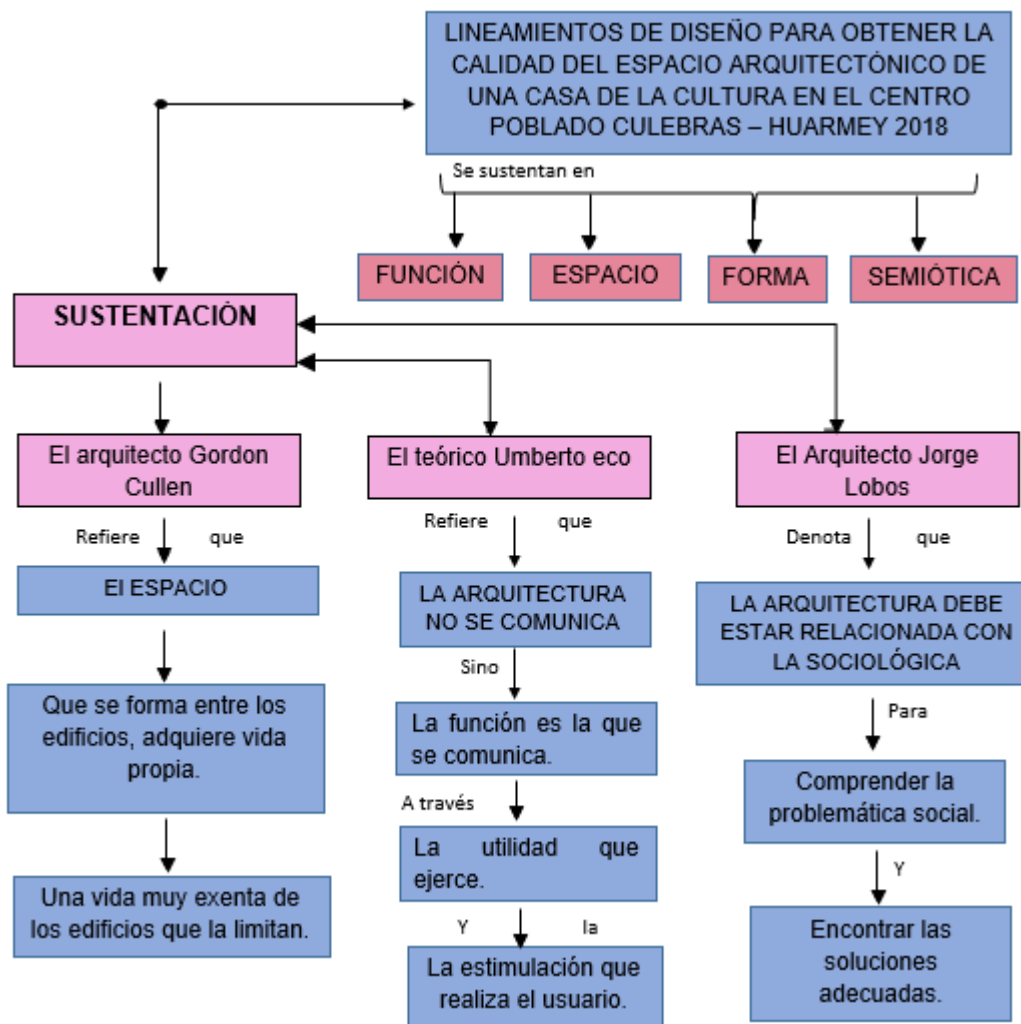 LINEAMIENTOS DE DISEÑO PARA OBTENER LA
CALIDAD DEL ESPACIO ARQUITECTÓNICO DE
UNA CASA DE LA CULTURA EN EL CENTRO
POBLADO CULEBRAS – HUARMEY 2018
Se sustentan en
FUNCIÓN
ESPACIO
FORMA
SEMIÓTICA
SUSTENTACIÓN
El arquitecto Gordon
Cullen
Refiere que
El ESPACIO
Que se forma entre los
edificios, adquiere vida
propia.
Una vida muy exenta de
los edificios que la limitan.
El teórico Umberto eco
Refiere que
LA ARQUITECTURA
NO SE COMUNICA
Sino
La función es la que
se comunica.
A través
La utilidad que
ejerce.
Y la
La estimulación que
realiza el usuario.
El Arquitecto Jorge
Lobos
Denota que
LA ARQUITECTURA DEBE
ESTAR RELACIONADA CON
LA SOCIOLÓGICA
Para
Comprender la
problemática social.
Y
Encontrar las
soluciones
adecuadas.